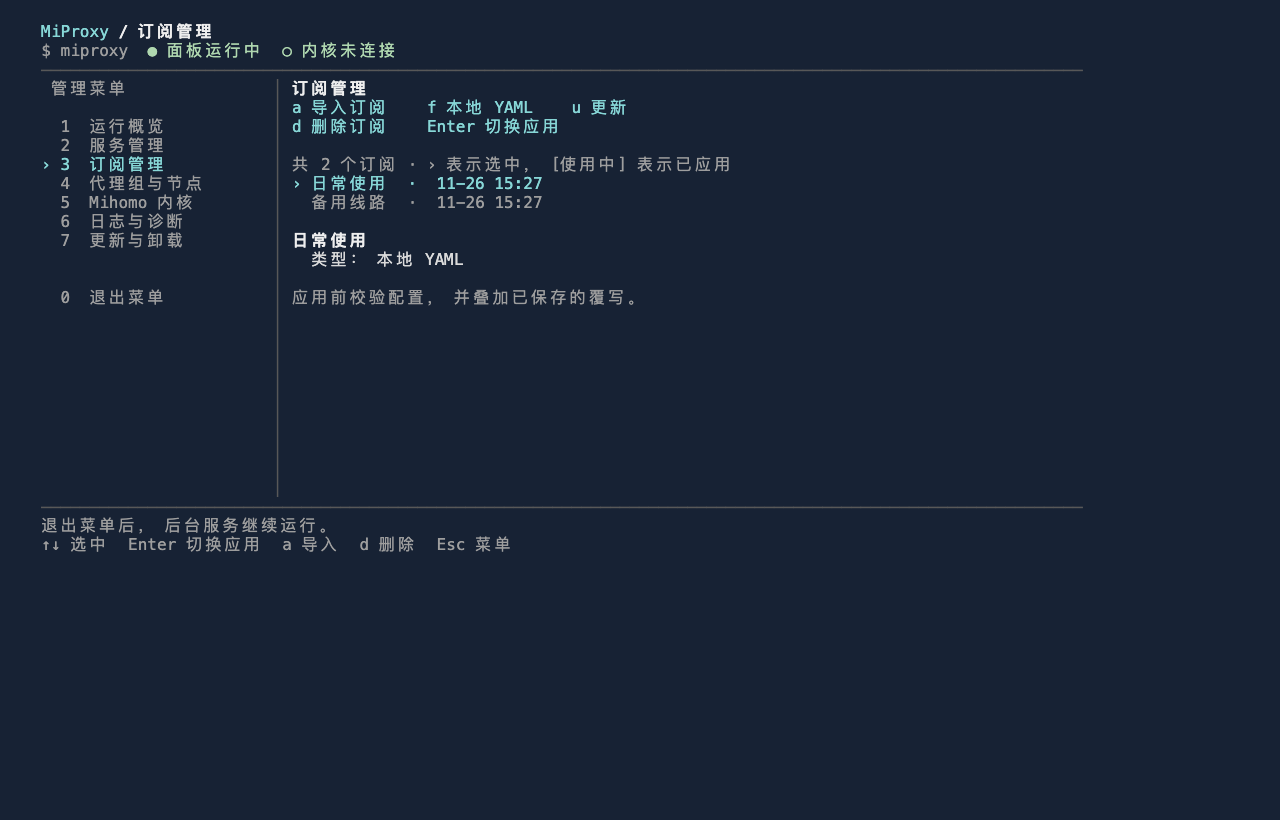 MiProxy / 订阅管理
$ miproxy ● 面板运行中 ○ 内核未连接
管理菜单
1 运行概览
2 服务管理
› 3 订阅管理
4 代理组与节点
5 Mihomo 内核
6 日志与诊断
7 更新与卸载
0 退出菜单
订阅管理
a 导入订阅 f 本地 YAML u 更新
d 删除订阅 Enter 切换应用
共 2 个订阅 · › 表示选中, [使用中] 表示已应用
› 日常使用 · 11-26 15:27
备用线路 · 11-26 15:27
日常使用
类型: 本地 YAML
应用前校验配置, 并叠加已保存的覆写。
退出菜单后, 后台服务继续运行。
↑↓ 选中 Enter 切换应用 a 导入 d 删除 Esc 菜单